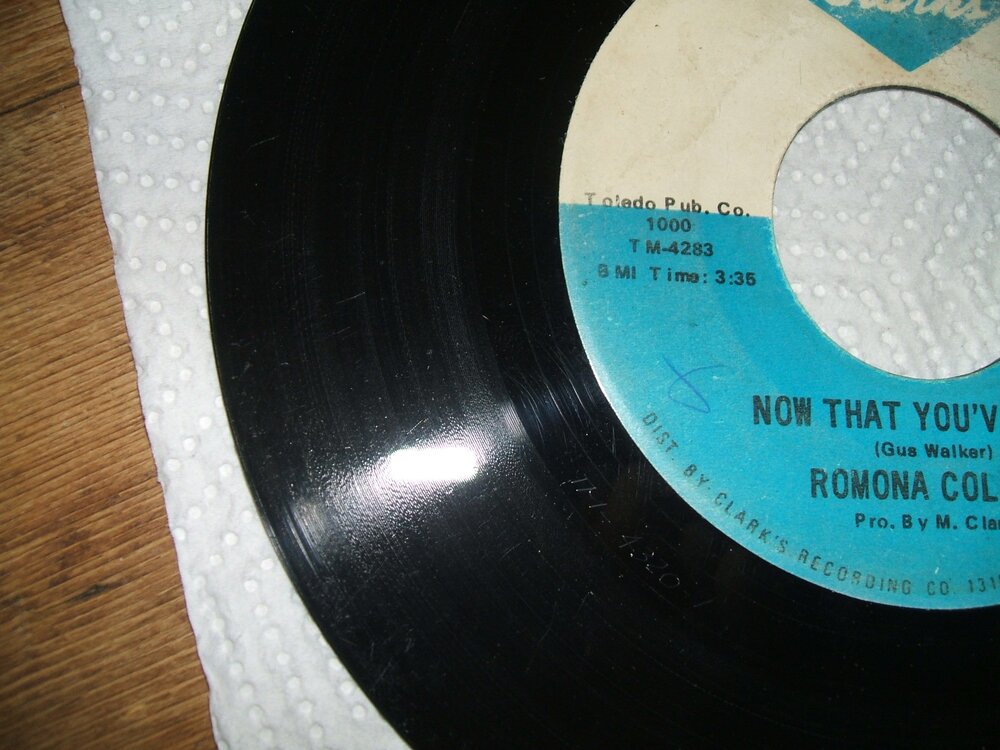 Toledo Pub. Co.
1000
TM-4283
BMI Time: 3:35
NOW THAT YOU'V
(Gus Walker)
ROMONA COL
Pro. By M. Cla
DIST. BY CLARK'S RECORDING CO. 131